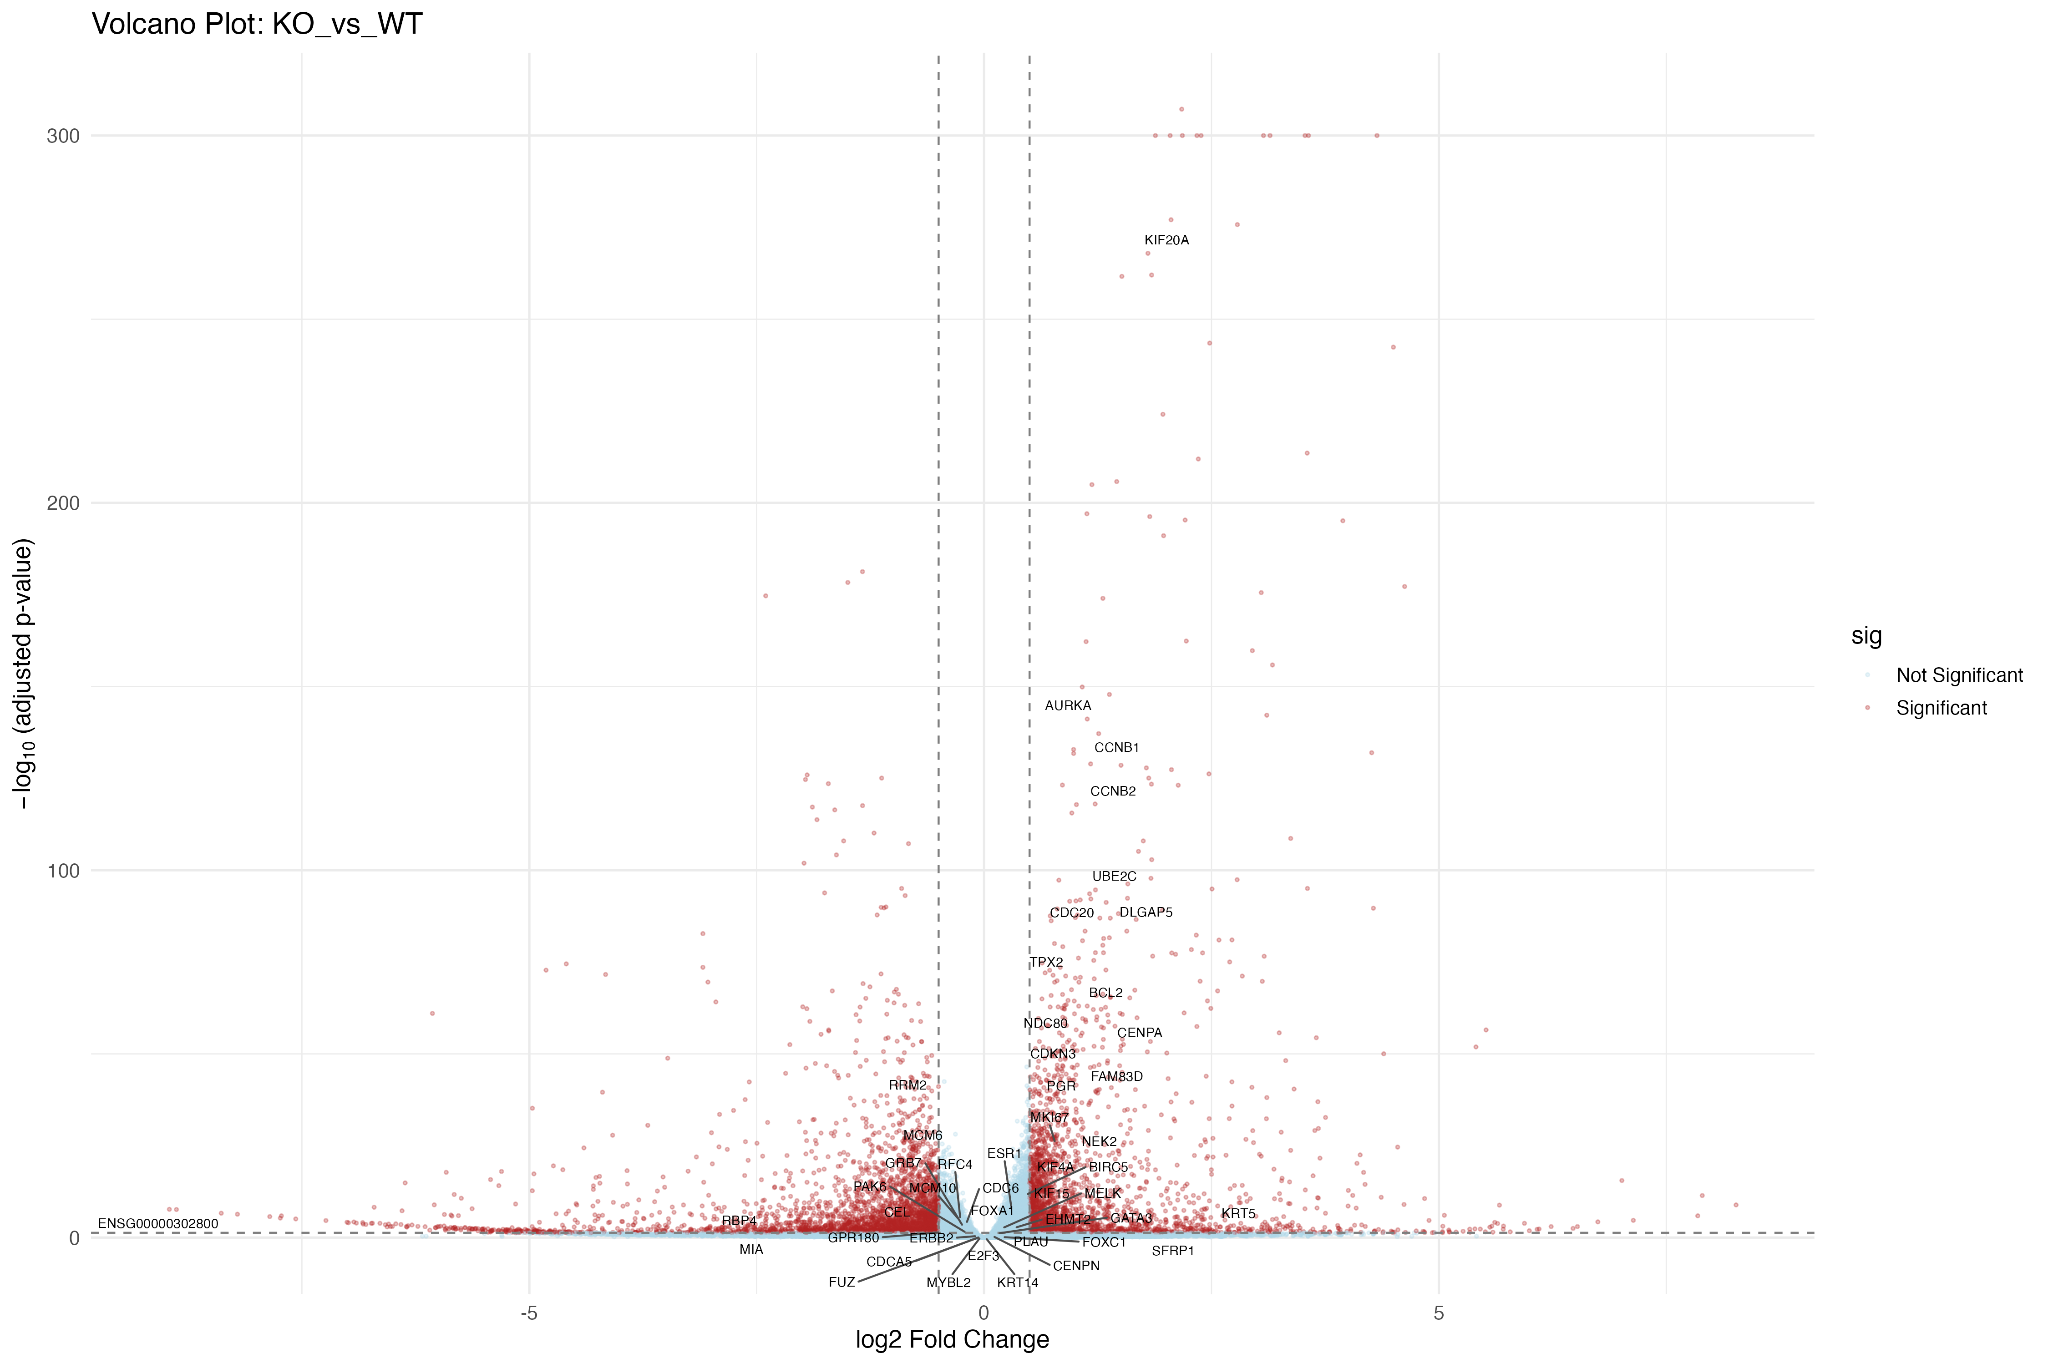 Volcano Plot: KO_vs_WT
300
200
100
0
−log10 (adjusted p-value)
KIF20A
AURKA
CCNB1
CCNB2
UBE2C
CDC20
DLGAP5
TPX2
BCL2
NDC80
CENPA
CDKN3
FAM83D
RRM2
PGR
MKI67
MCM6
NEK2
ESR1
GRB7
RFC4
KIF4A
BIRC5
PAK6
MCM10
CDC6
KIF15
MELK
CEL
FOXA1
KRT5
RBP4
EHMT2
GATA3
ENSG00000302800
GPR180
ERBB2
PLAU
FOXC1
MIA
SFRP1
E2F3
CDCA5
CENPN
FUZ
MYBL2
KRT14
-5
0
5
log2 Fold Change
sig
Not Significant
Significant